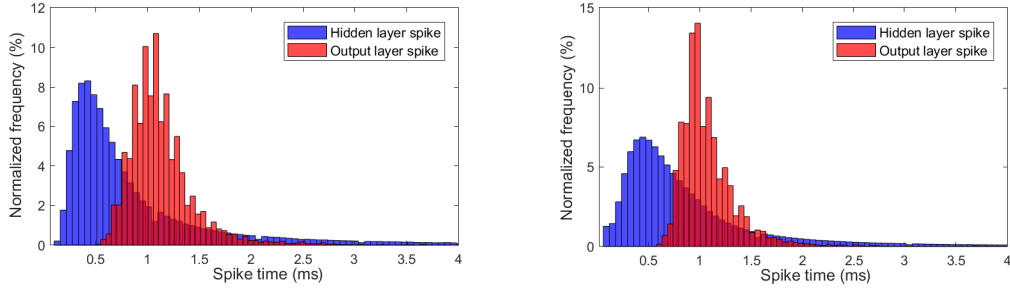 12
10
8
6
4
2
0
Normalized frequency (%)
Hidden layer spike
Output layer spike
0.5 1 1.5 2 2.5 3 3.5 4
Spike time (ms)
15
10
5
0
Normalized frequency (%)
Hidden layer spike
Output layer spike
0.5 1 1.5 2 2.5 3 3.5 4
Spike time (ms)